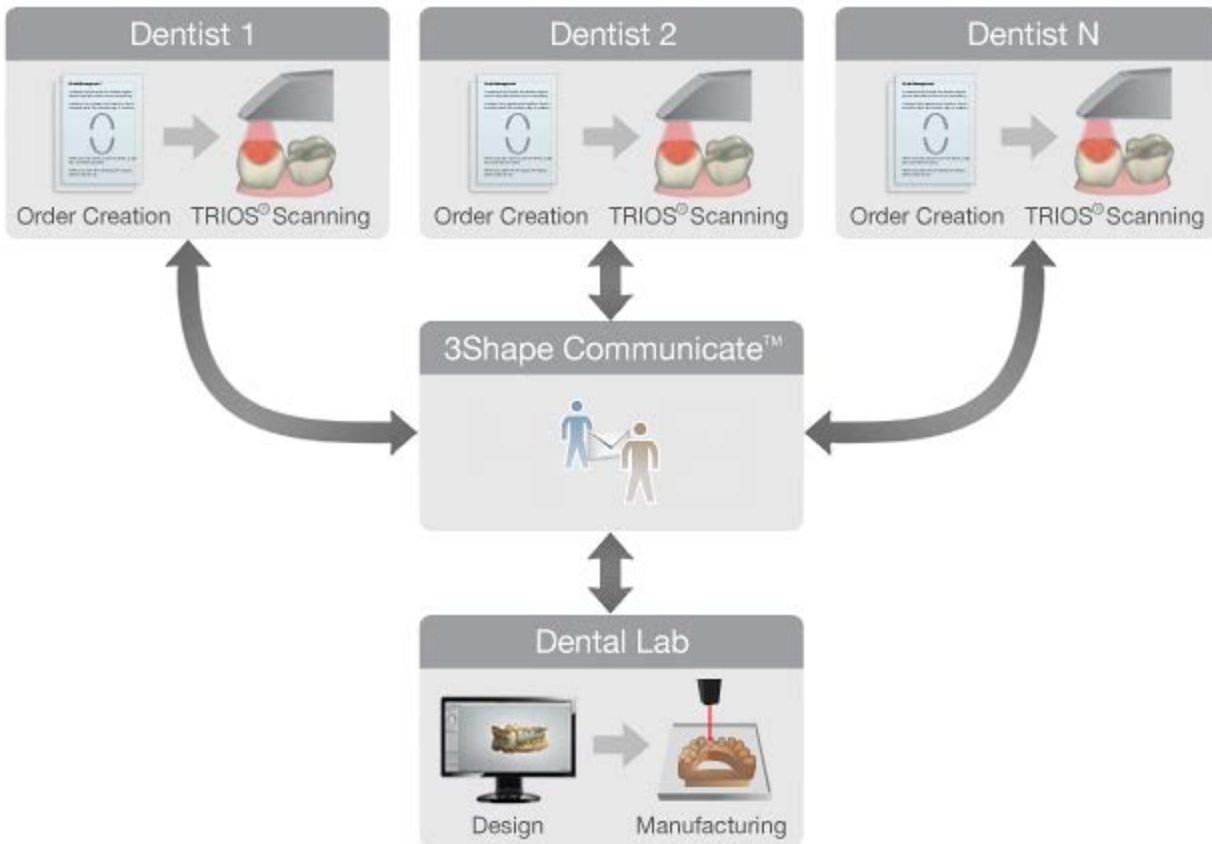 Dentist 1
Dentist 2
Dentist N
Order Creation
TRIOS® Scanning
Order Creation
TRIOS® Scanning
Order Creation
TRIOS® Scanning
3Shape Communicate™
Dental Lab
Design
Manufacturing